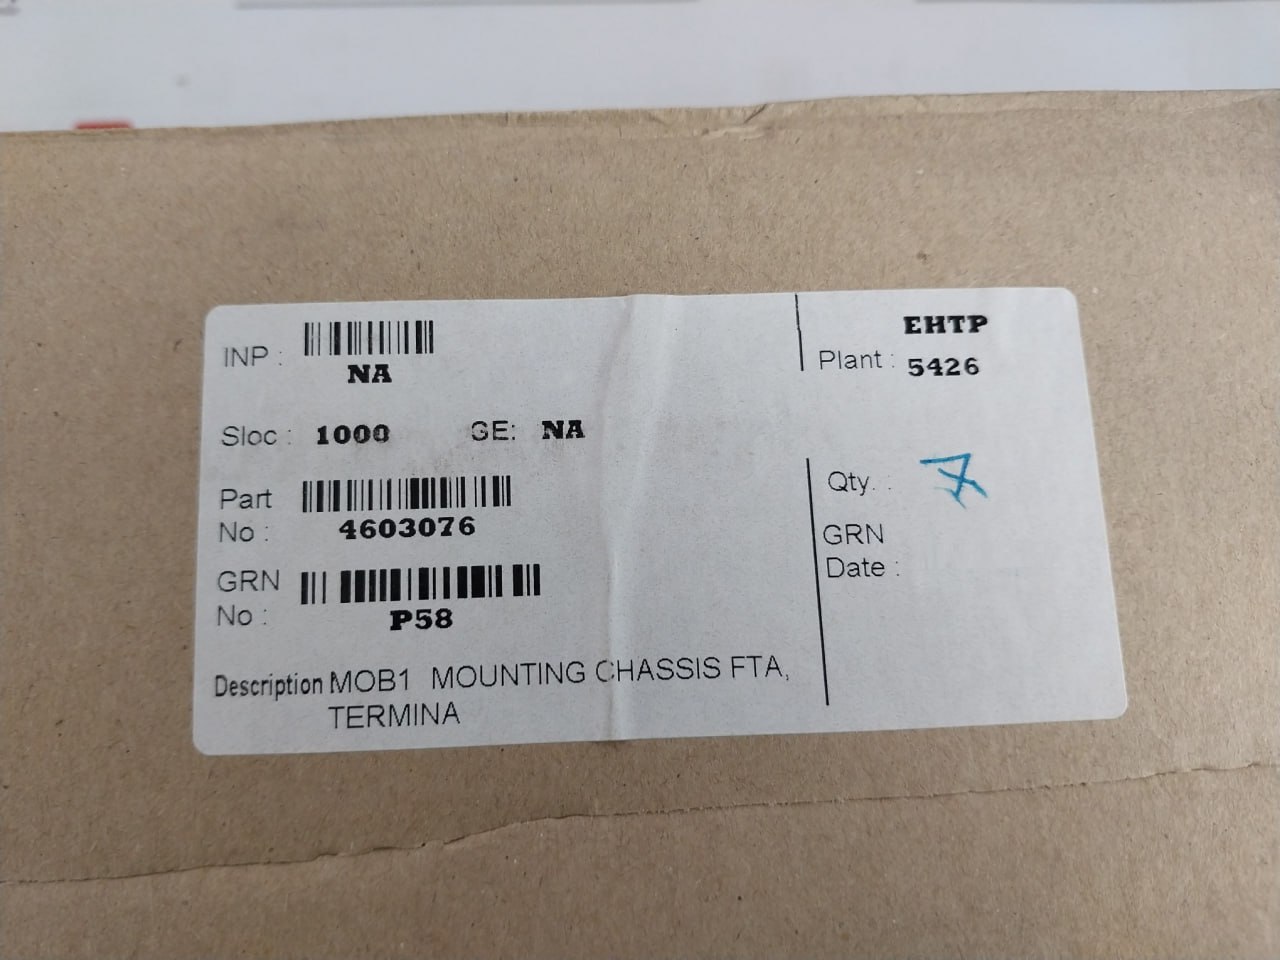 INP : NA
EHTP
Plant : 5426
Sloc : 1000 GE: NA
Part No : 4603076
Qty. : 7
GRN No : P58
GRN Date :
Description MOB1 MOUNTING CHASSIS FTA,
TERMINA